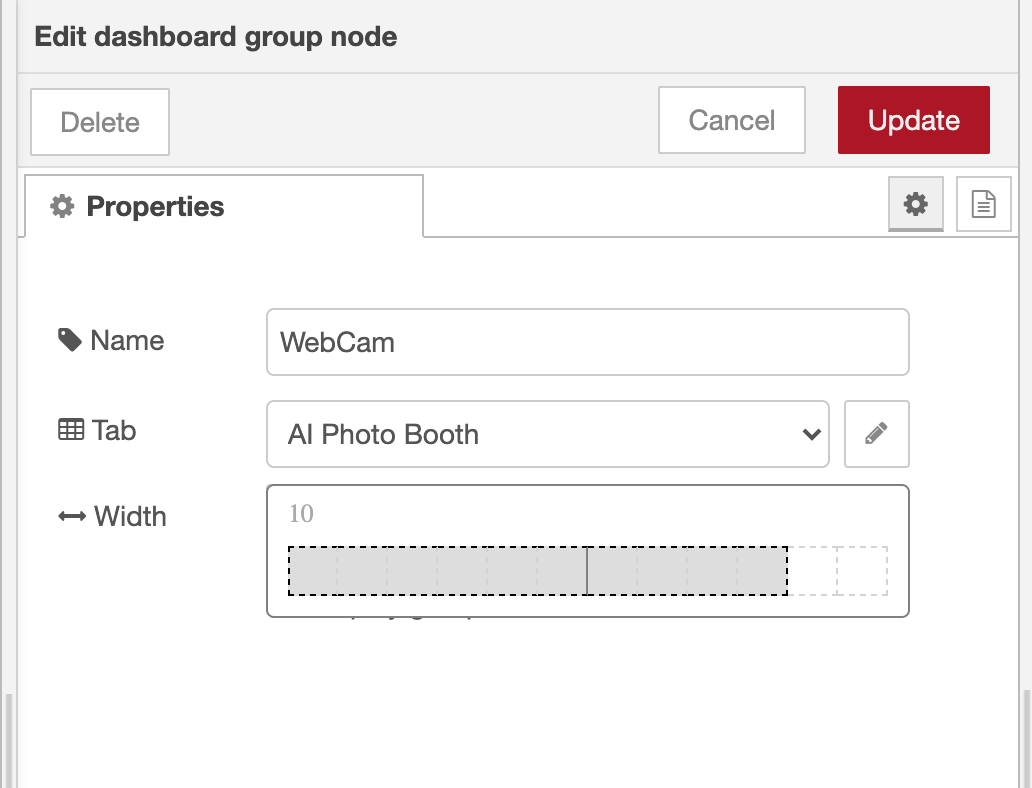 Edit dashboard group node
Delete
Cancel
Update
Properties
Name
WebCam
Tab
AI Photo Booth
Width
10